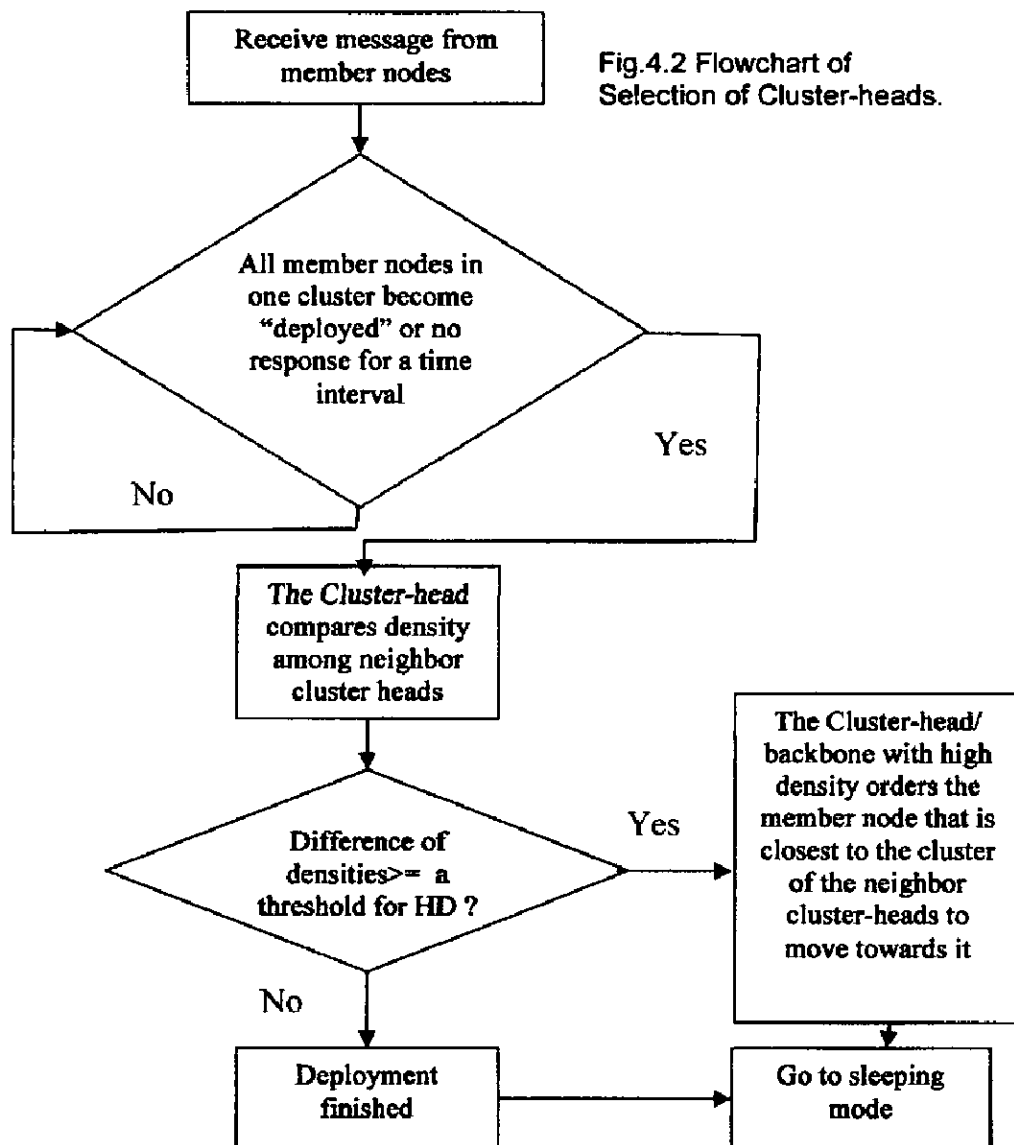 Receive message from
member nodes
Fig.4.2 Flowchart of
Selection of Cluster-heads.
All member nodes in
one cluster become
“deployed” or no
response for a time
interval
Yes
No
The Cluster-head
compares density
among neighbor
cluster heads
Difference of
densities>= a
threshold for HD ?
Yes
The Cluster-head/
backbone with high
density orders the
member node that is
closest to the cluster
of the neighbor
cluster-heads to
move towards it
No
Deployment
finished
Go to sleeping
mode